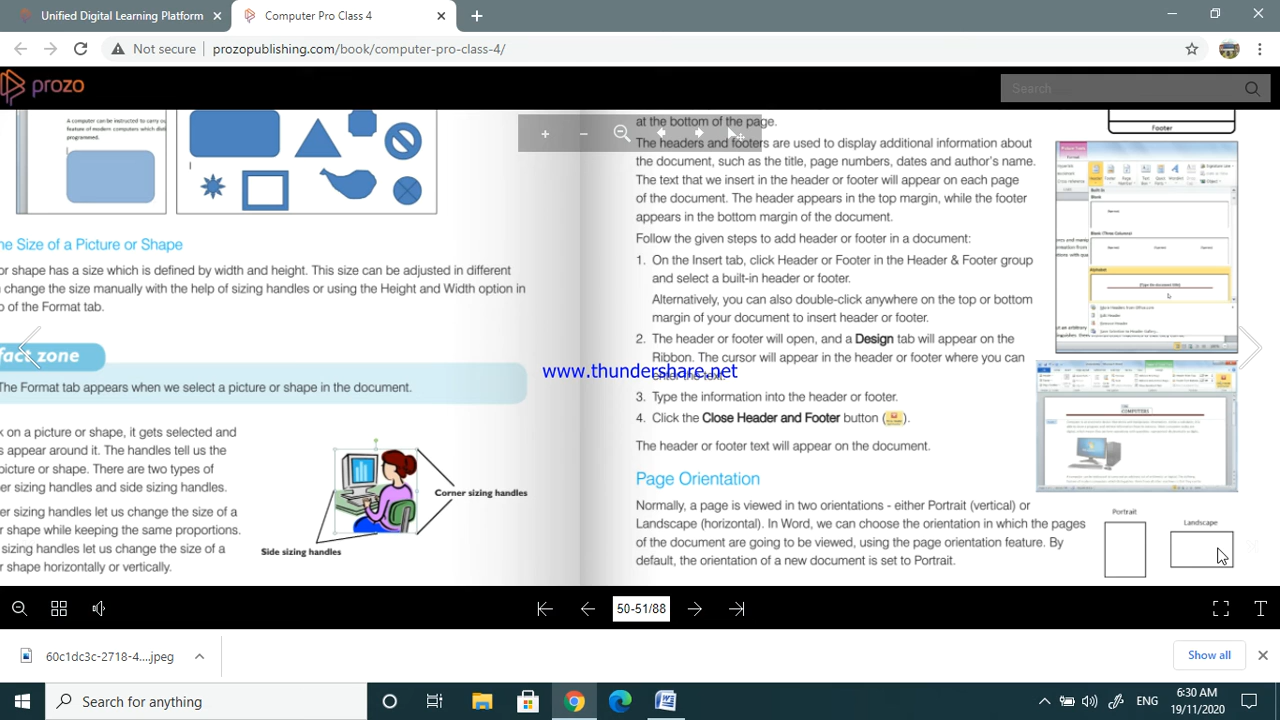 Unified Digital Learning Platform
Computer Pro Class 4
Not secure
prozopublishing.com/book/computer-pro-class-4/
prozo
Search
A computer can be instructed to carry ou
feature of modern computers which dist
programmed.
he Size of a Picture or Shape
or shape has a size which is defined by width and height. This size can be adjusted in different
change the size manually with the help of sizing handles or using the Height and Width option in
p of the Format tab.
fact zone
The Format tab appears when we select a picture or shape in the document.
k on a picture or shape, it gets selected and
s appear around it. The handles tell us the
picture or shape. There are two types of
er sizing handles and side sizing handles.
er sizing handles let us change the size of a
r shape while keeping the same proportions.
sizing handles let us change the size of a
r shape horizontally or vertically.
Corner sizing handles
Side sizing handles
at the bottom of the page.
The headers and footers are used to display additional information about
the document, such as the title, page numbers, dates and author's name.
The text that we insert in the header or footer will appear on each page
of the document. The header appears in the top margin, while the footer
appears in the bottom margin of the document.
Follow the given steps to add header or footer in a document:
1. On the Insert tab, click Header or Footer in the Header & Footer group
and select a built-in header or footer.
Alternatively, you can also double-click anywhere on the top or bottom
margin of your document to insert header or footer.
2. The header or footer will open, and a Design tab will appear on the
Ribbon. The cursor will appear in the header or footer where you can
enter the text.
www.thundershare.net
3. Type the information into the header or footer.
4. Click the Close Header and Footer button ( ).
The header or footer text will appear on the document.
Page Orientation
Normally, a page is viewed in two orientations - either Portrait (vertical) or
Landscape (horizontal). In Word, we can choose the orientation in which the pages
of the document are going to be viewed, using the page orientation feature. By
default, the orientation of a new document is set to Portrait.
Footer
COMPUTERS
Portrait
Landscape
50-51/88
60c1dc3c-2718-4....jpeg
Show all
Search for anything
ENG
6:30 AM
19/11/2020